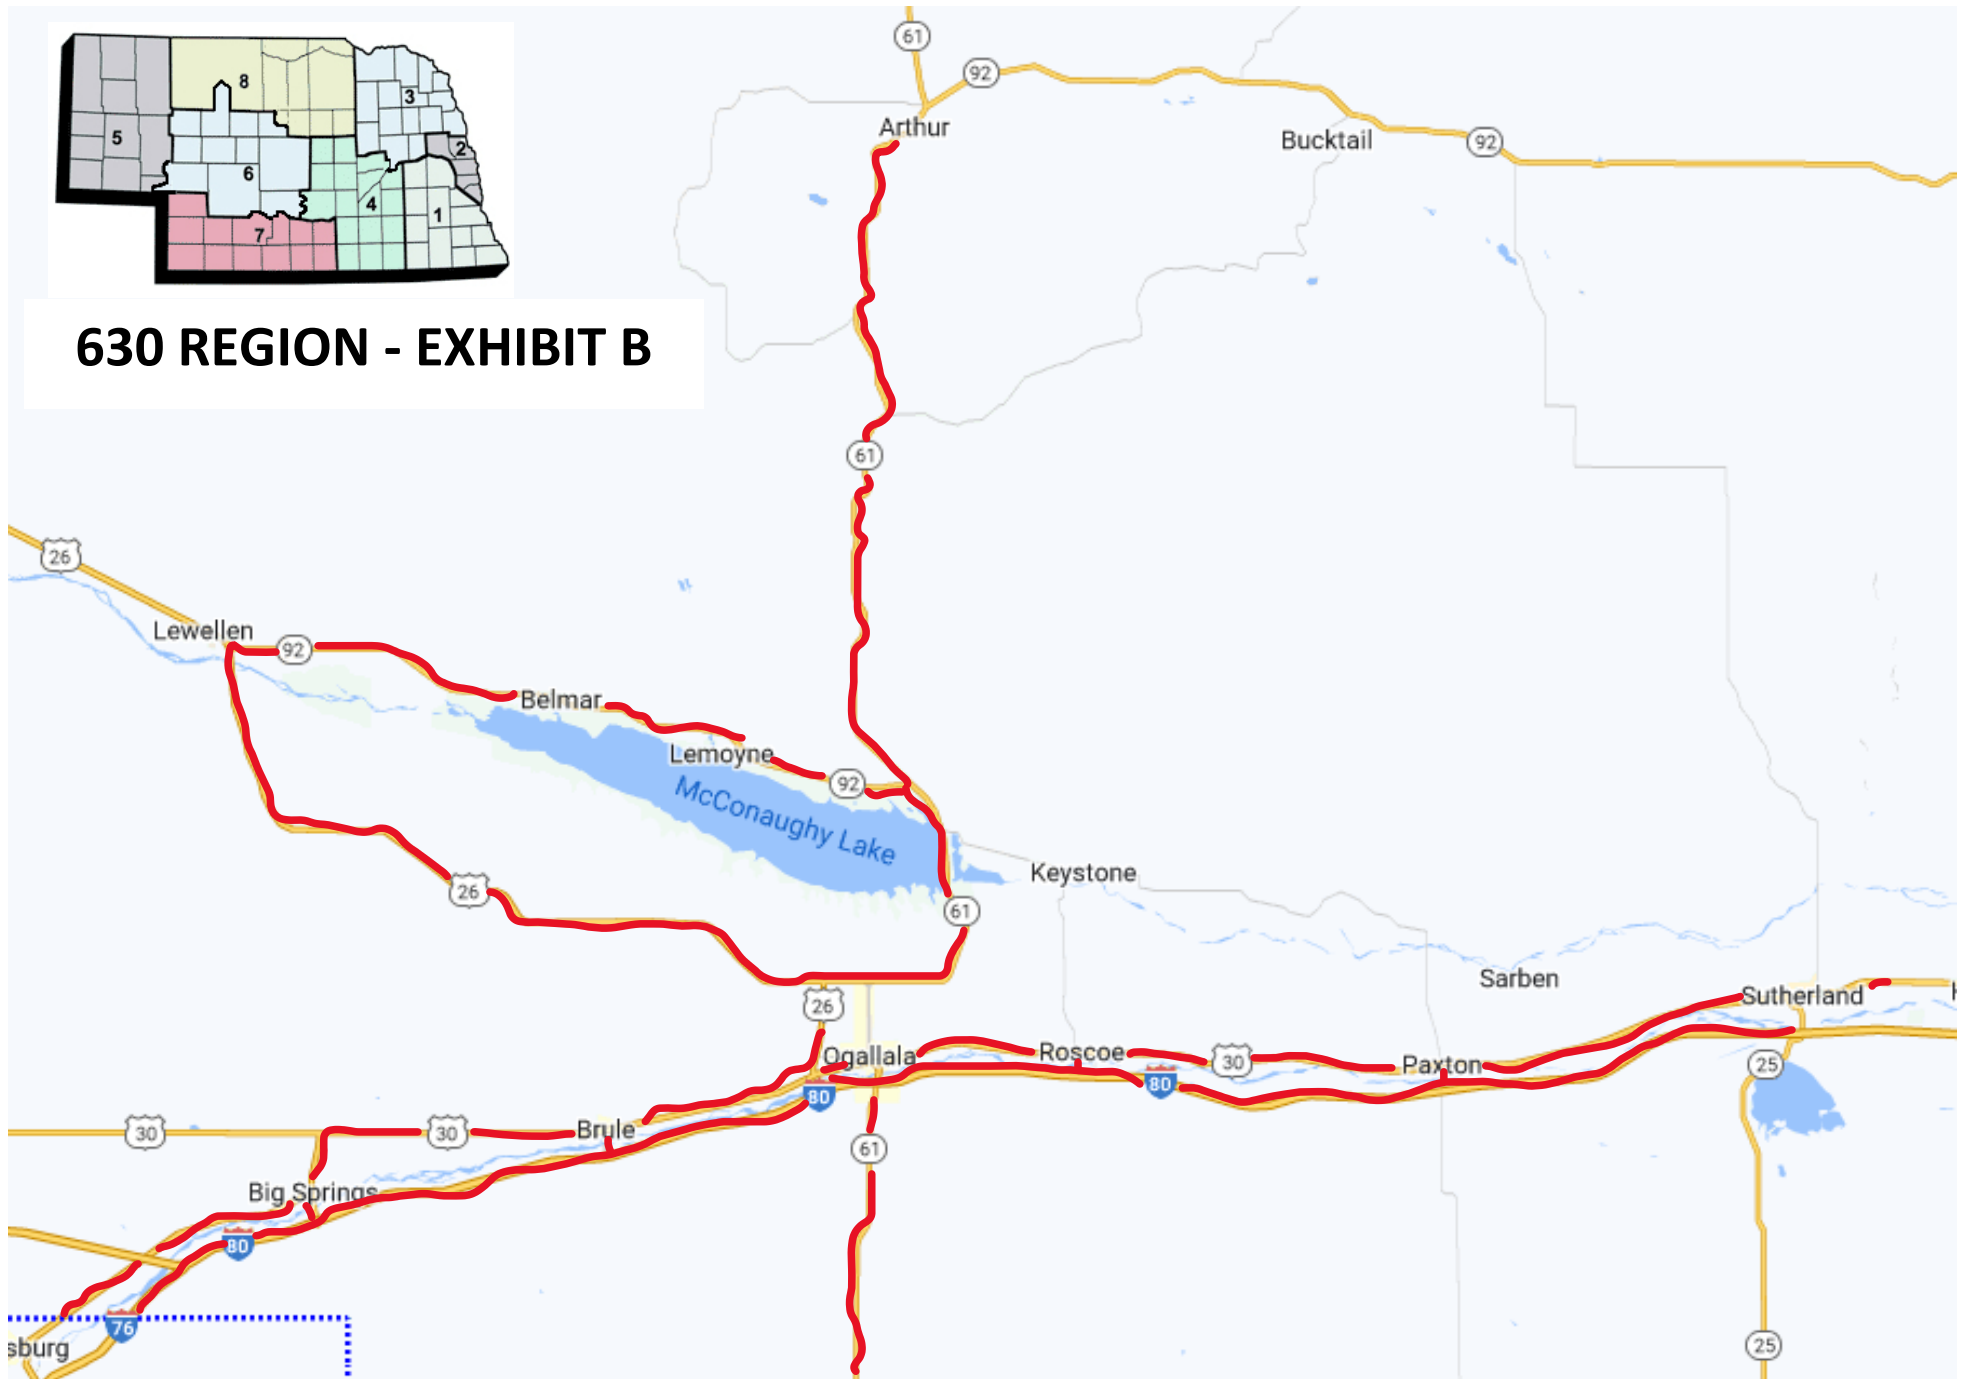 61
92
8
3
Arthur
5
2
Bucktail
92
6
4
1
7
630 REGION - EXHIBIT B
61
26
Lewellen
92
Belmar
Lemoyne
92
McConaughy Lake
Keystone
26
61
Sarben
26
Sutherland
Ogallala
Roscoe
30
Paxton
25
80
80
30
30
Brule
61
Big Springs
80
76
sburg
25